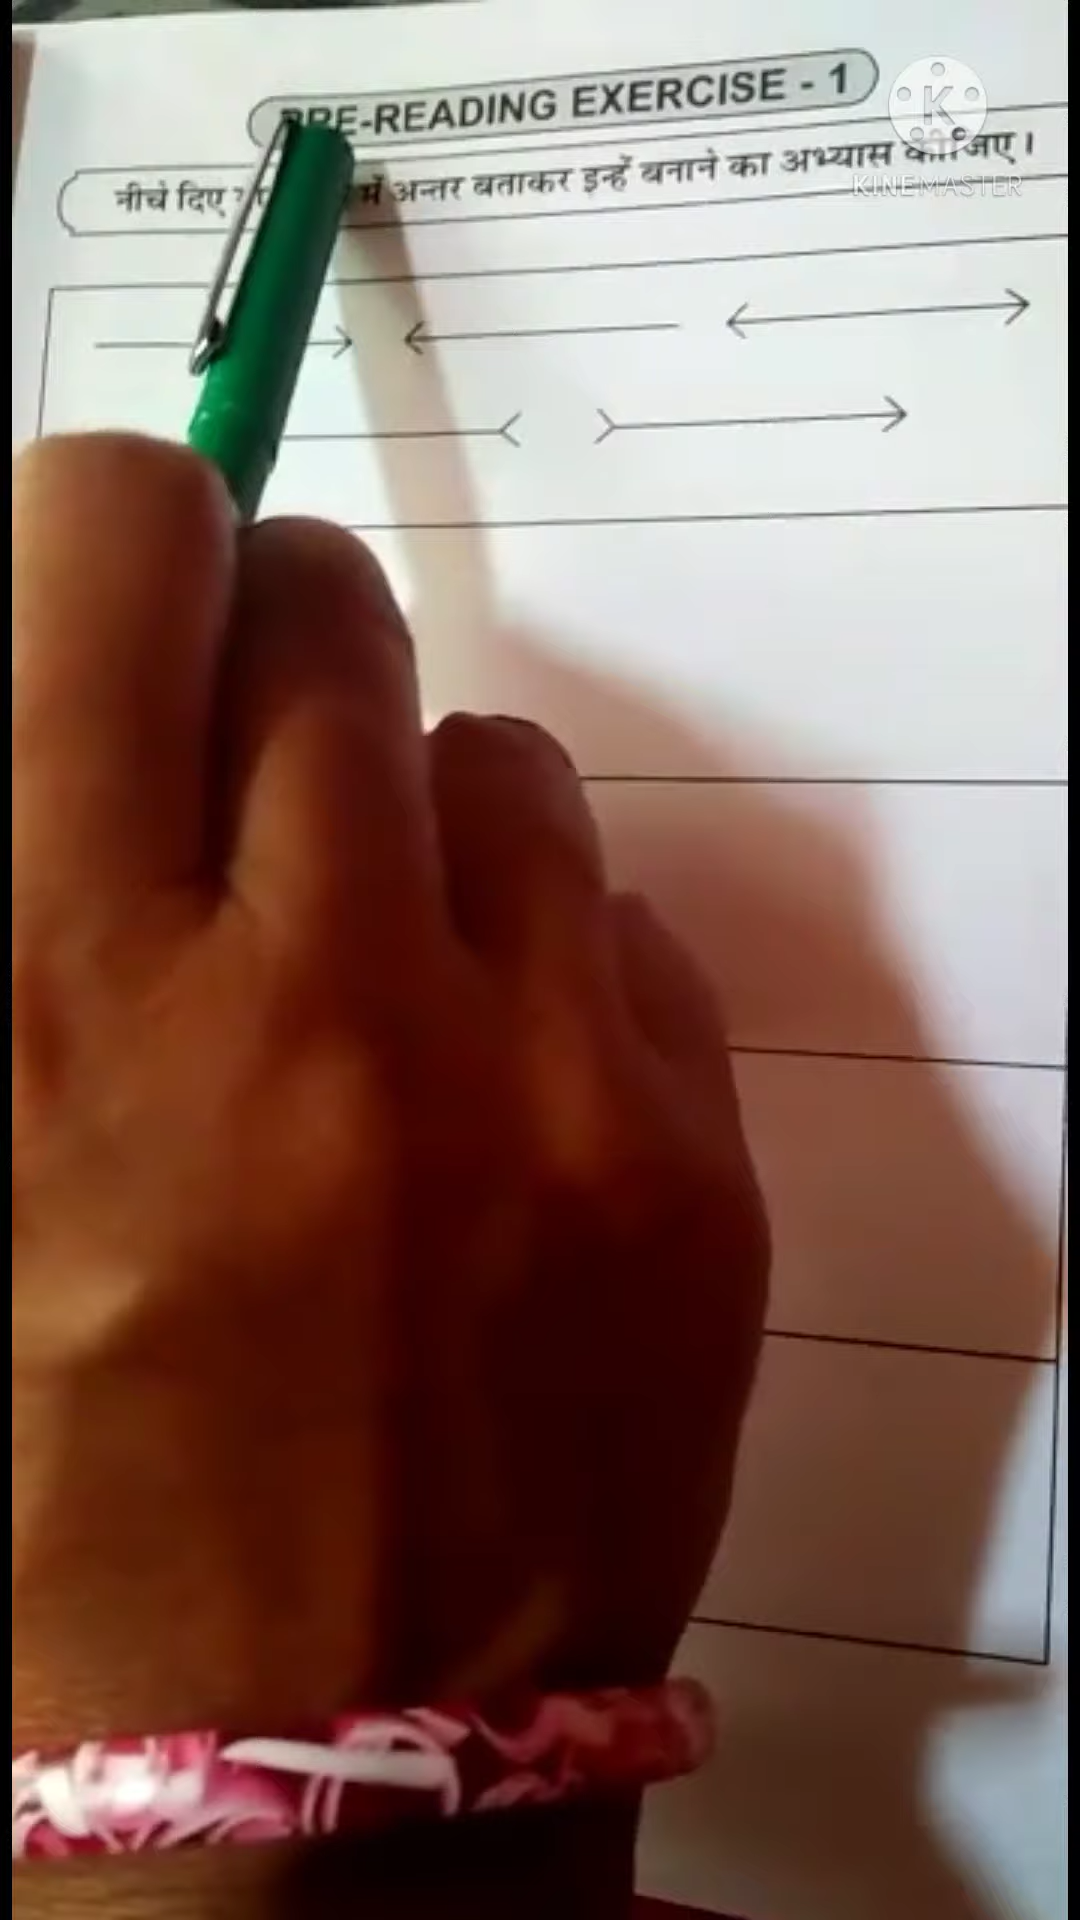 PRE-READING EXERCISE - 1
नीचे दिए में अन्तर बताकर इन्हें बनाने का अभ्यास कीजिए।
K
KINEMASTER